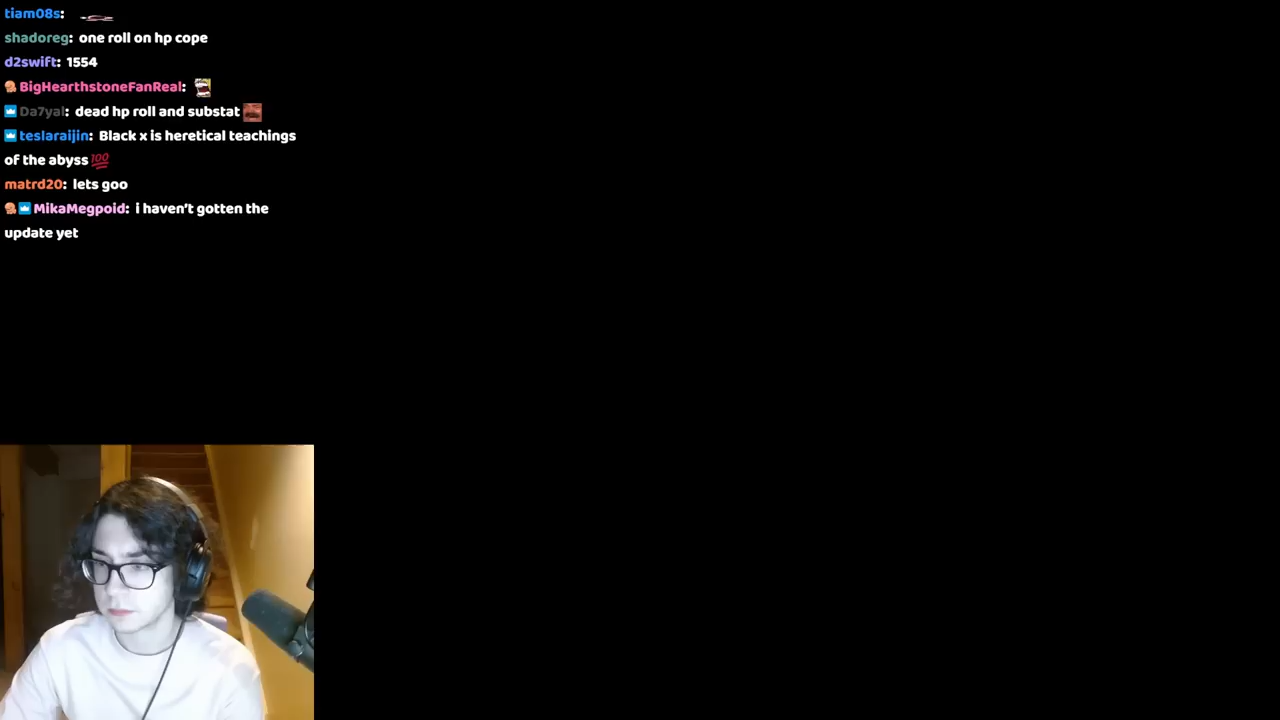 tiam08s:
shadoreg: one roll on hp cope
d2swift: 1554
BigHearthstoneFanReal:
Da7yal: dead hp roll and substat
teslaraijin: Black x is heretical teachings
of the abyss 100
matrd20: lets goo
MikaMegpoid: i haven't gotten the
update yet